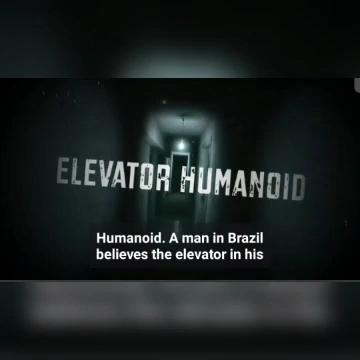 ELEVATOR HUMANOID
Humanoid. A man in Brazil
believes the elevator in his